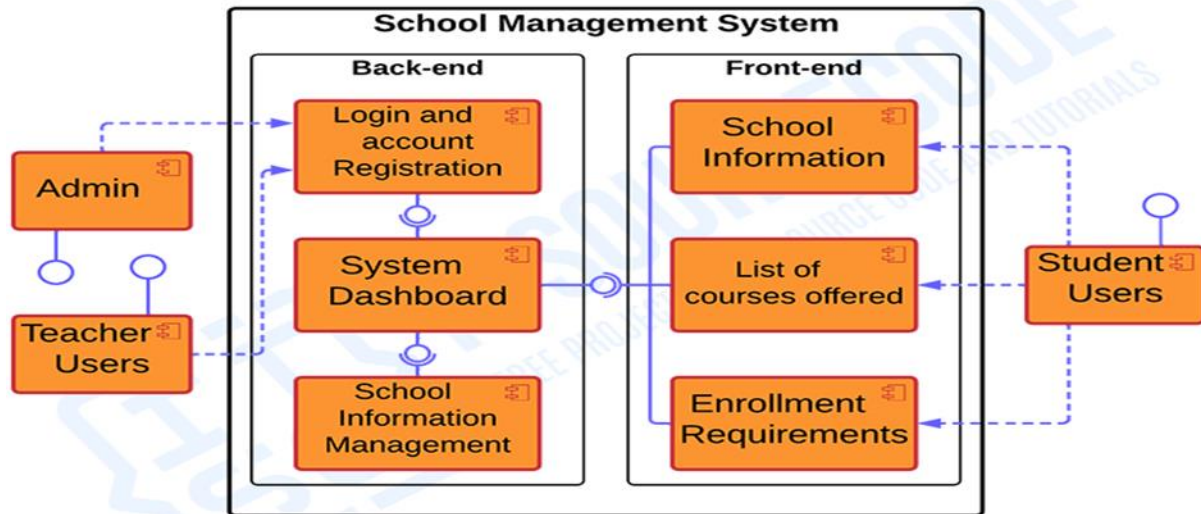 School Management System
Back-end
Front-end
Login and
account
Registration
School
Information
Admin
System
Dashboard
List of
courses offered
Student
Users
Teacher
Users
School
Information
Management
Enrollment
Requirements